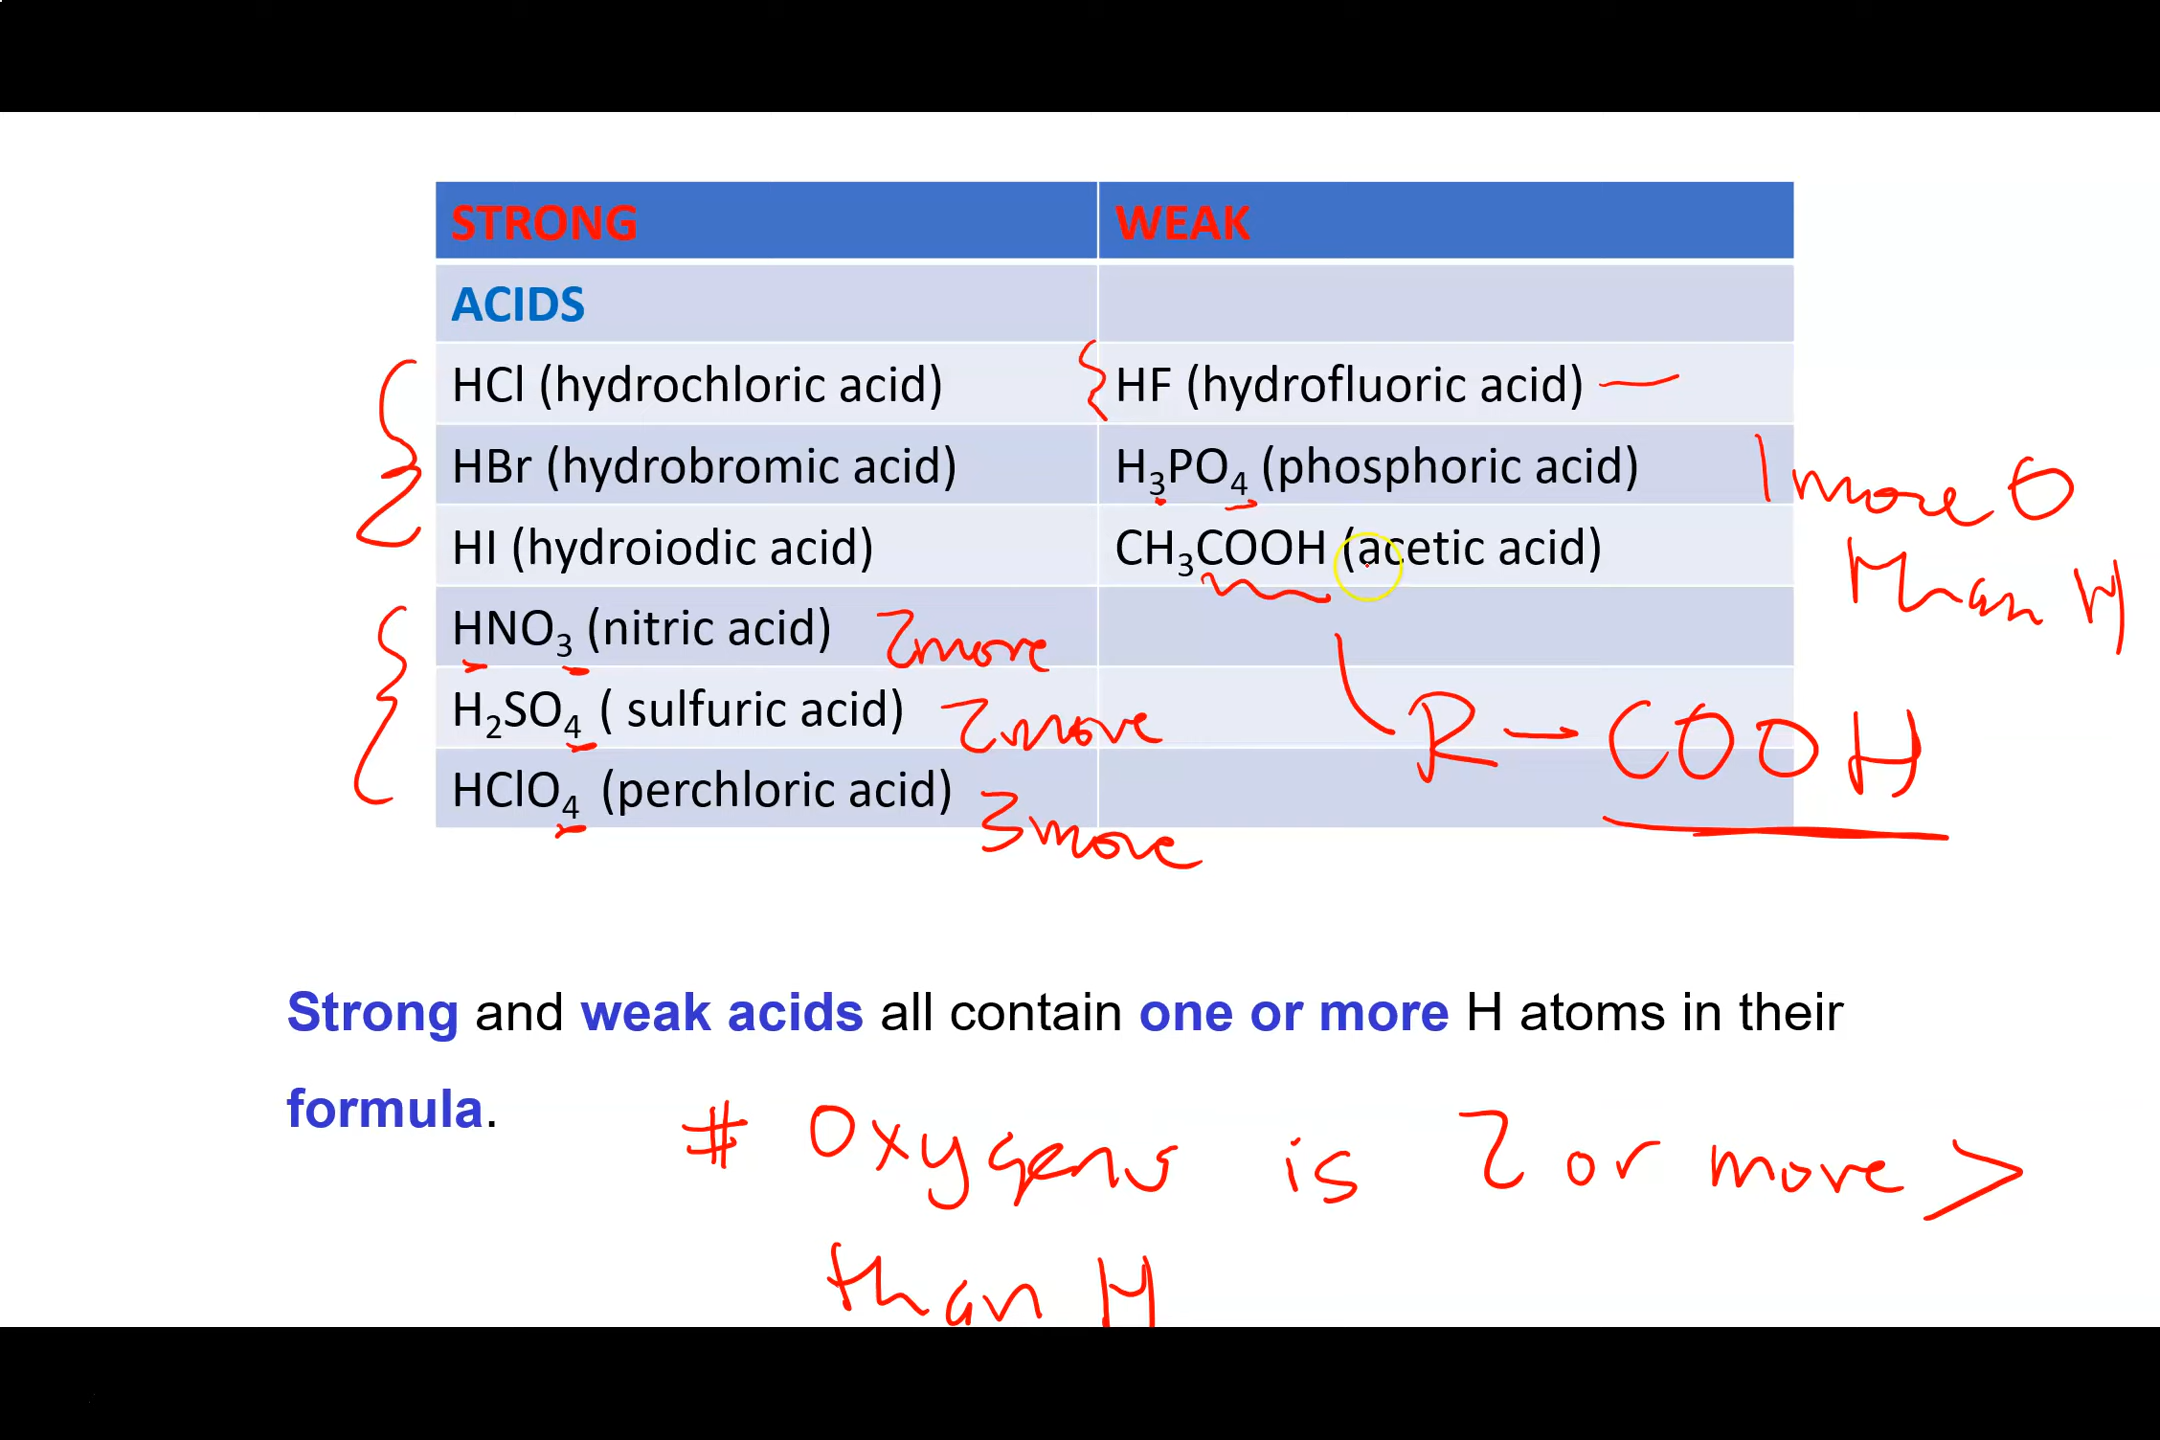 STRONG WEAK
ACIDS
HCl (hydrochloric acid) HF (hydrofluoric acid) —
HBr (hydrobromic acid) H₃PO₄ (phosphoric acid) 1 more O
HI (hydroiodic acid) CH₃COOH (acetic acid) than H
HNO₃ (nitric acid) 2 more
H₂SO₄ ( sulfuric acid) 2 more R — COOH
HClO₄ (perchloric acid) 3 more
Strong and weak acids all contain one or more H atoms in their
formula.
# Oxygens is 2 or more >
than H